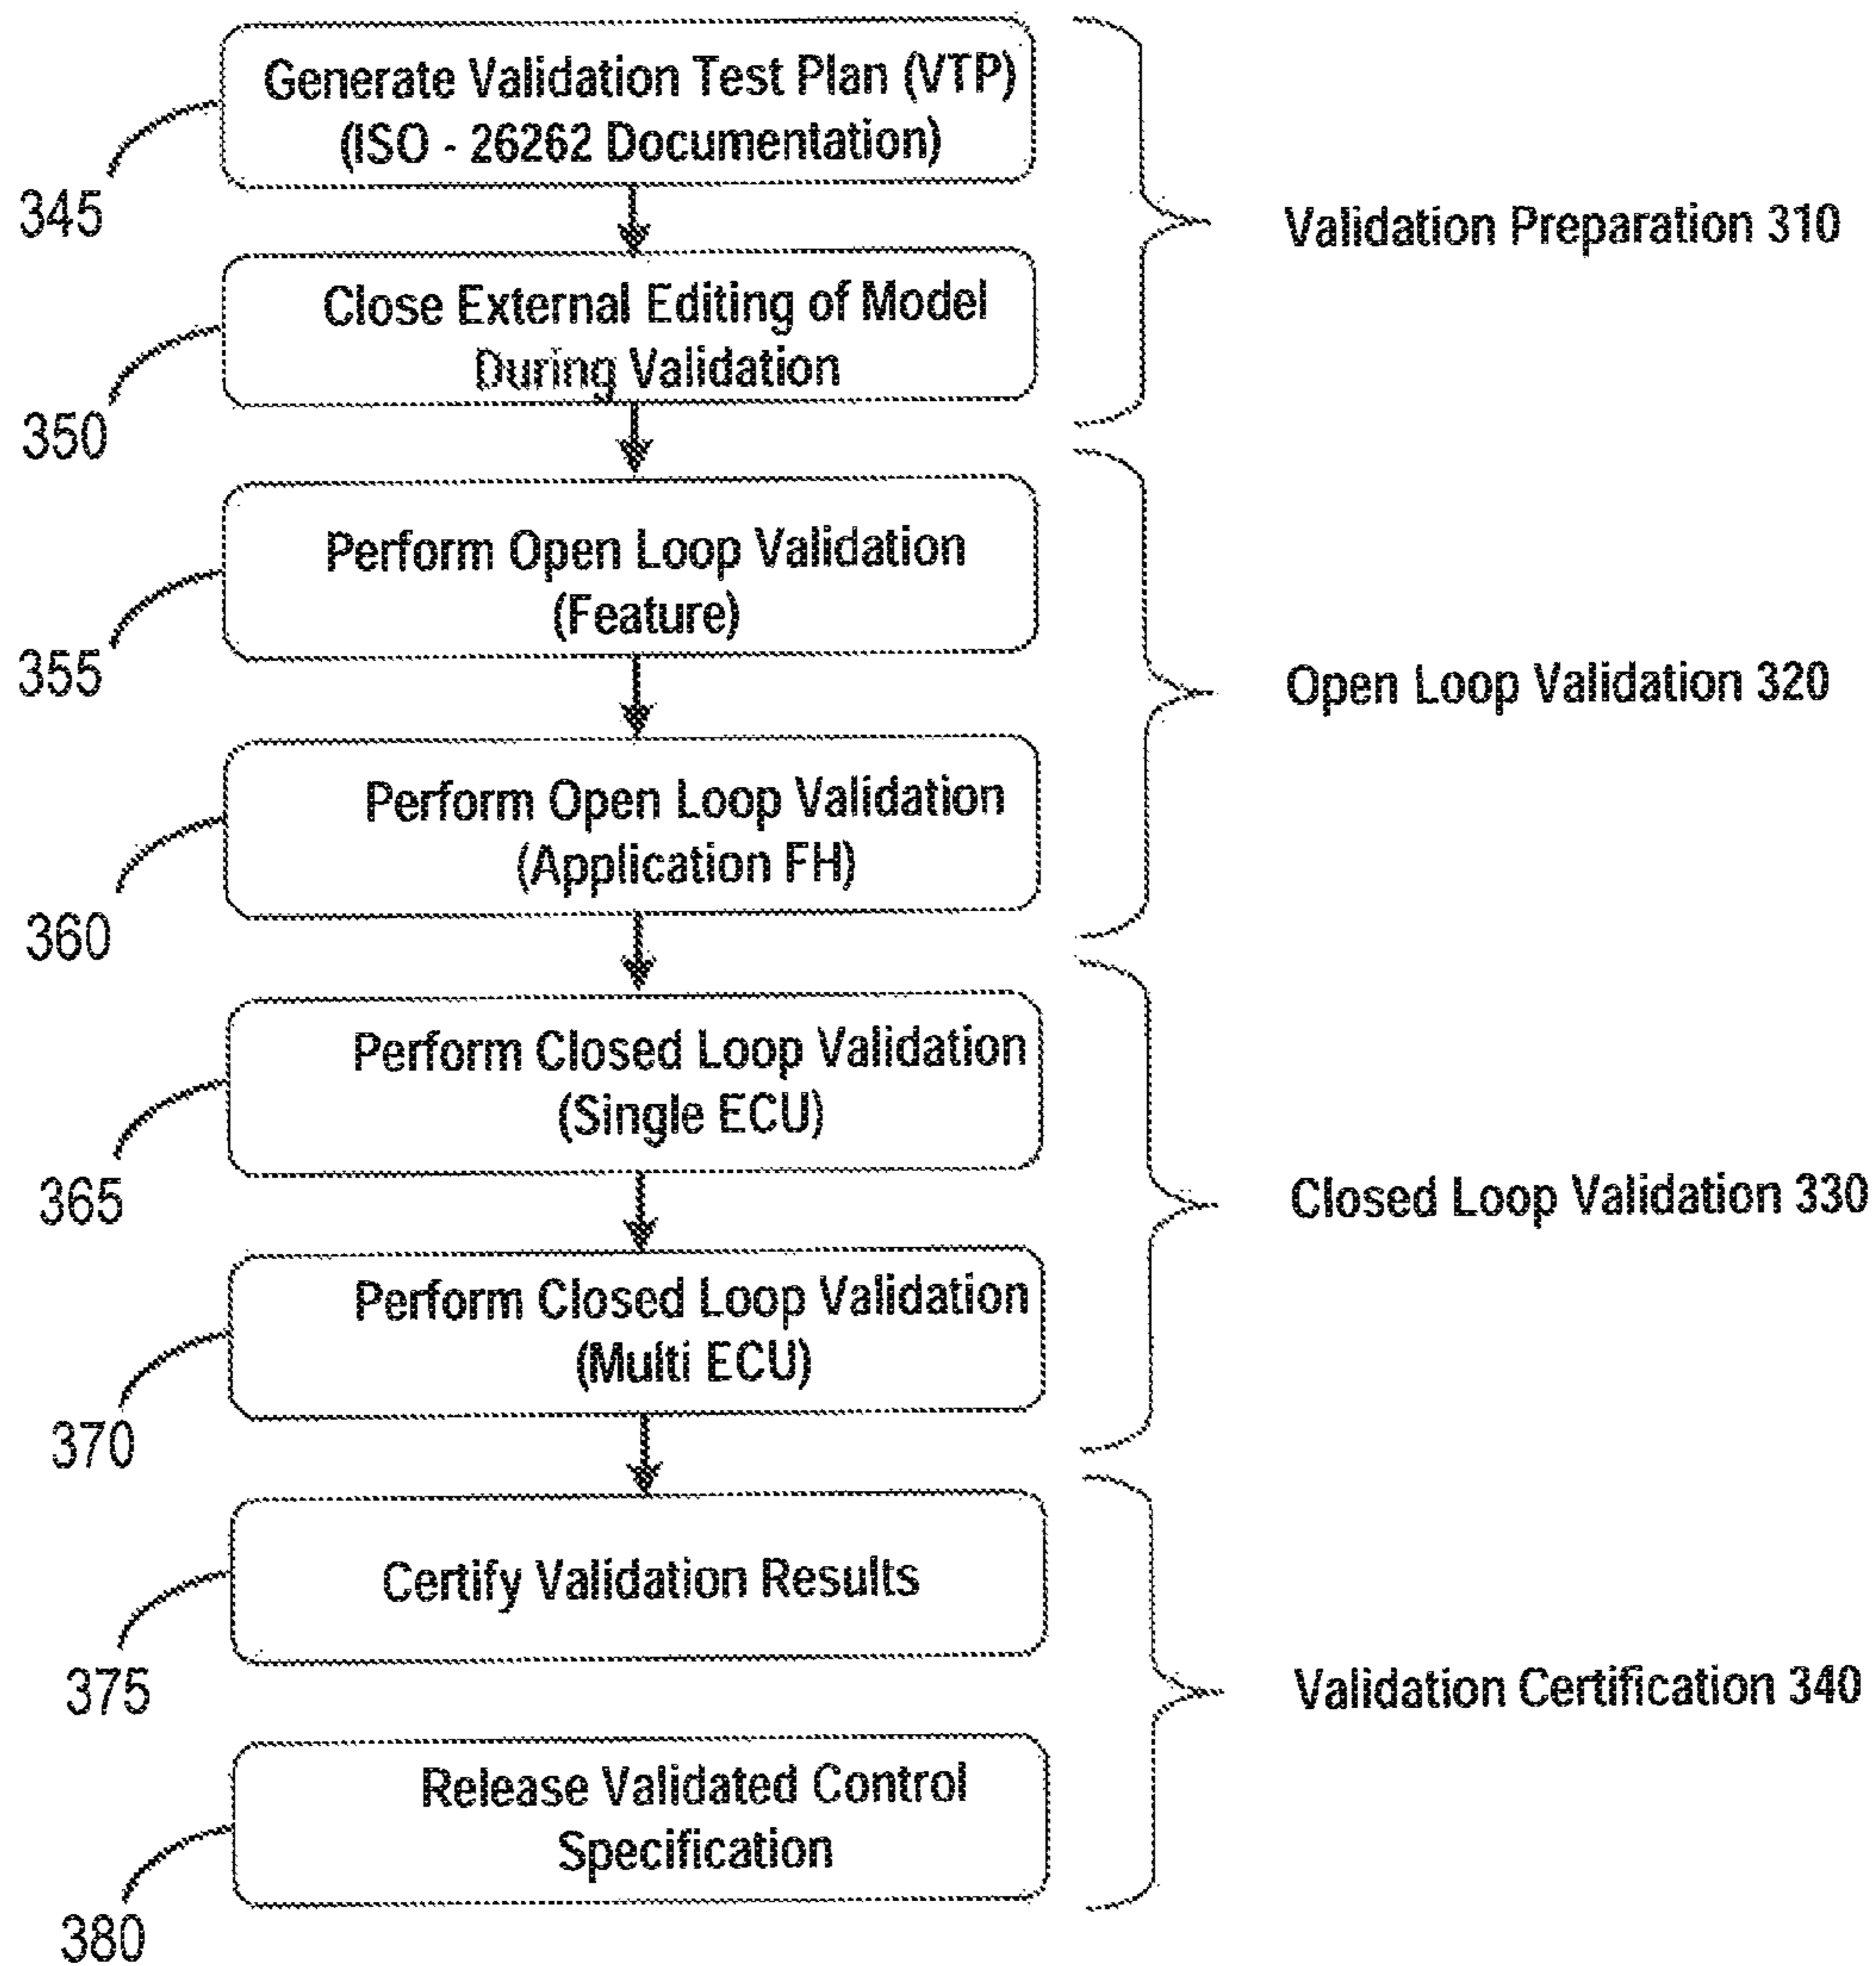 Generate Validation Test Plan (VTP)
(ISO - 26262 Documentation)
345
Validation Preparation 310
Close External Editing of Model
During Validation
350
Perform Open Loop Validation
(Feature)
355
Open Loop Validation 320
Perform Open Loop Validation
(Application FH)
360
Perform Closed Loop Validation
(Single ECU)
365
Closed Loop Validation 330
Perform Closed Loop Validation
(Multi ECU)
370
Certify Validation Results
375
Validation Certification 340
Release Validated Control
Specification
380